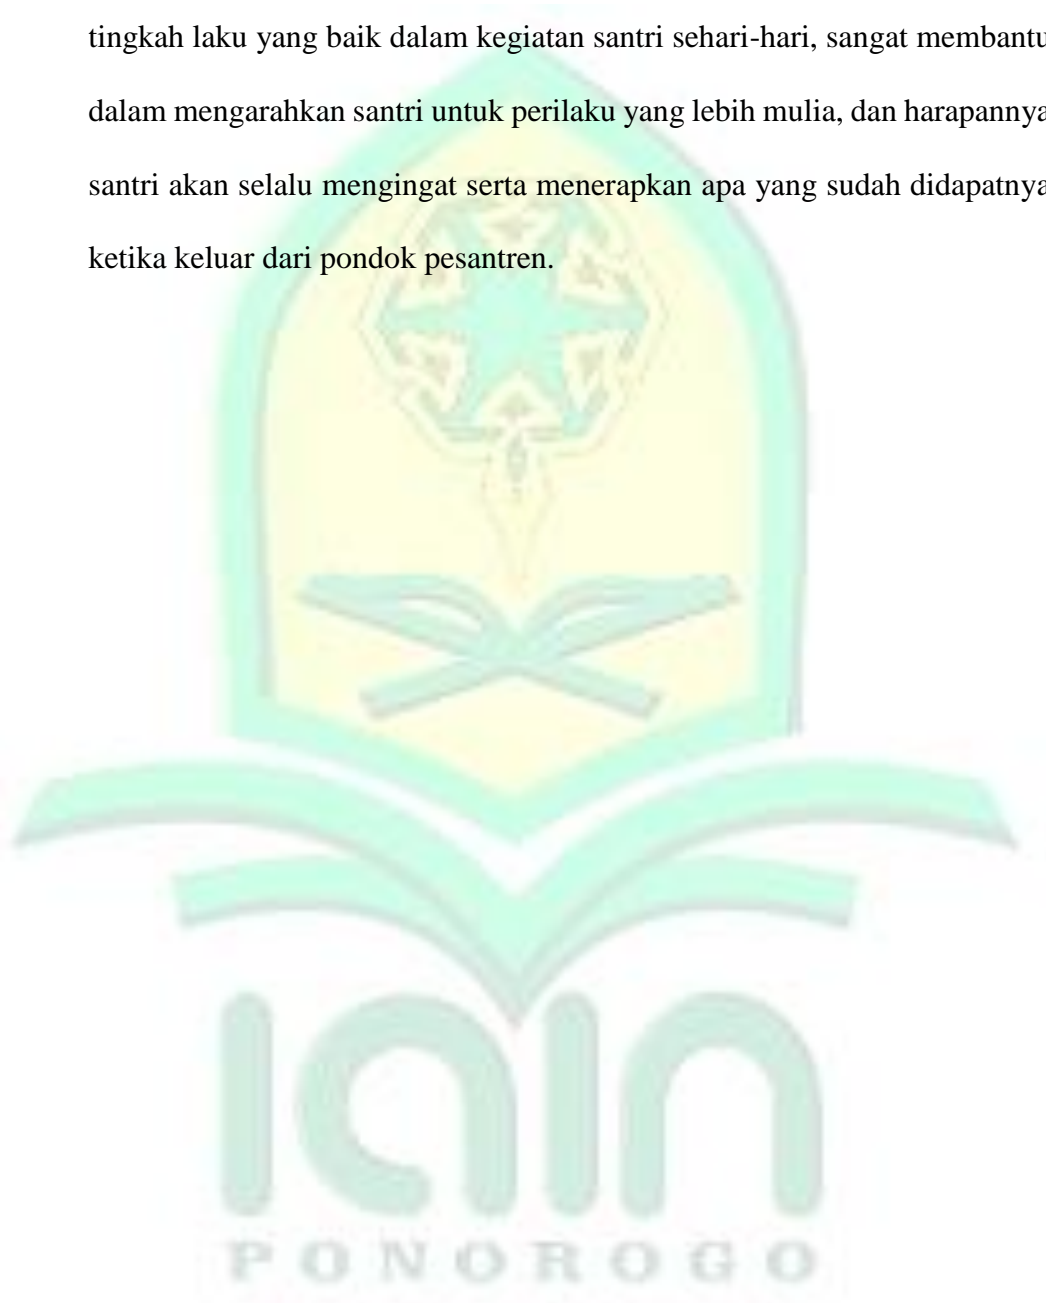 tingkah laku yang baik dalam kegiatan santri sehari-hari, sangat membantu
dalam mengarahkan santri untuk perilaku yang lebih mulia, dan harapannya
santri akan selalu mengingat serta menerapkan apa yang sudah didapatnya
ketika keluar dari pondok pesantren.
iain
PONOROGO